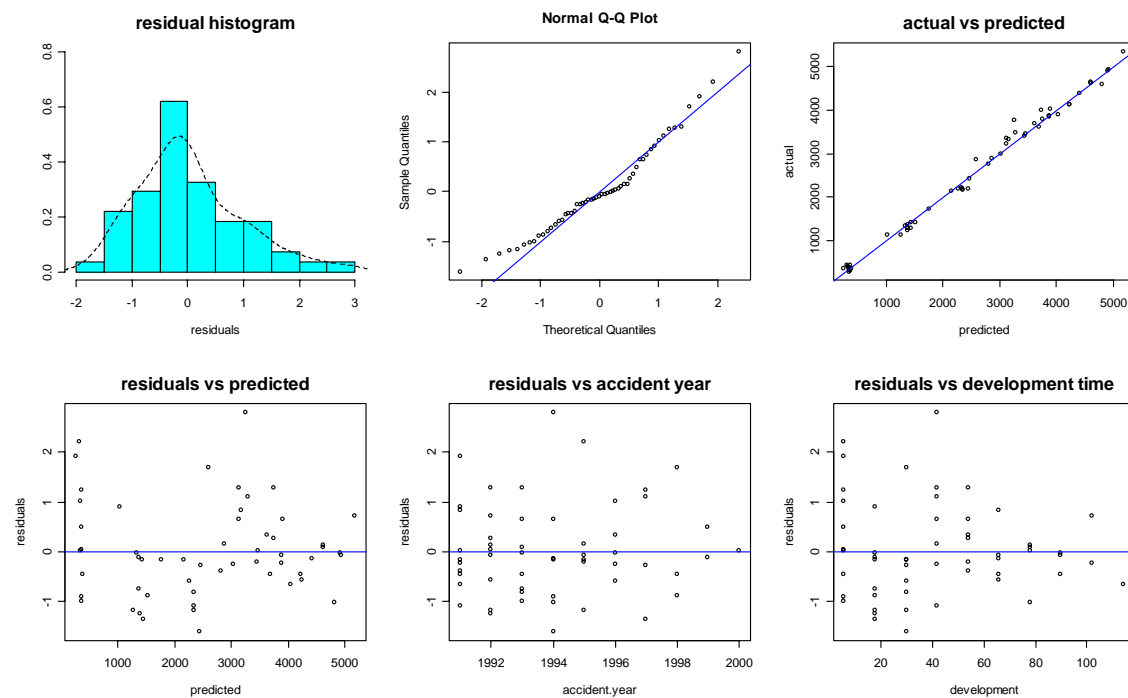 residual histogram
0.8
0.6
0.4
0.2
0.0
-2 -1 0 1 2 3
residuals
Normal Q-Q Plot
Sample Quantiles
2
1
0
-1
-2 -1 0 1 2
Theoretical Quantiles
actual vs predicted
actual
5000
4000
3000
2000
1000
1000 2000 3000 4000 5000
predicted
residuals vs predicted
residuals
2
1
0
-1
1000 2000 3000 4000 5000
predicted
residuals vs accident year
residuals
2
1
0
-1
1992 1994 1996 1998 2000
accident.year
residuals vs development time
residuals
2
1
0
-1
20 40 60 80 100
development